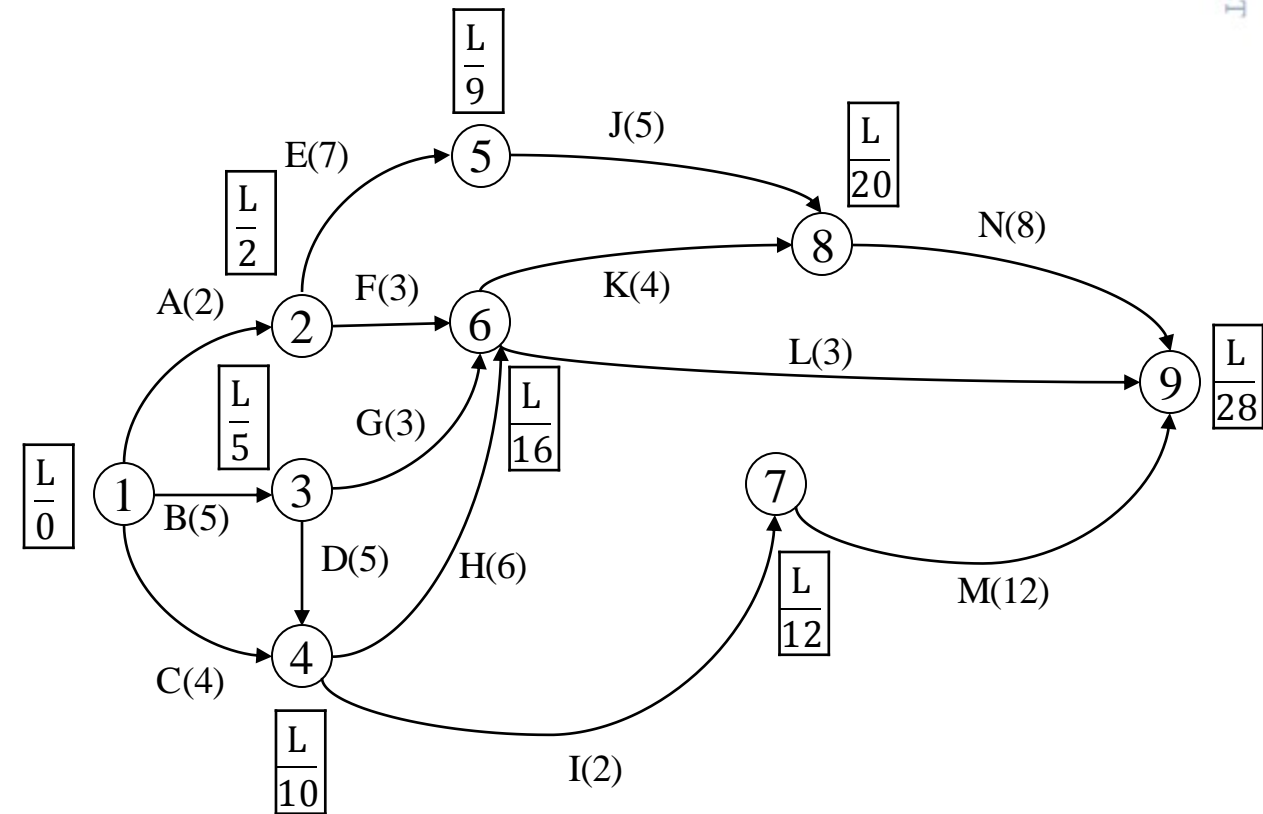 T
L
9
E(7)
5
J(5)
L
20
L
2
8
N(8)
A(2)
F(3)
K(4)
2
6
L(3)
L
5
L
16
9
L
28
G(3)
L
0
1
B(5)
3
7
D(5)
H(6)
L
12
M(12)
4
C(4)
L
10
I(2)